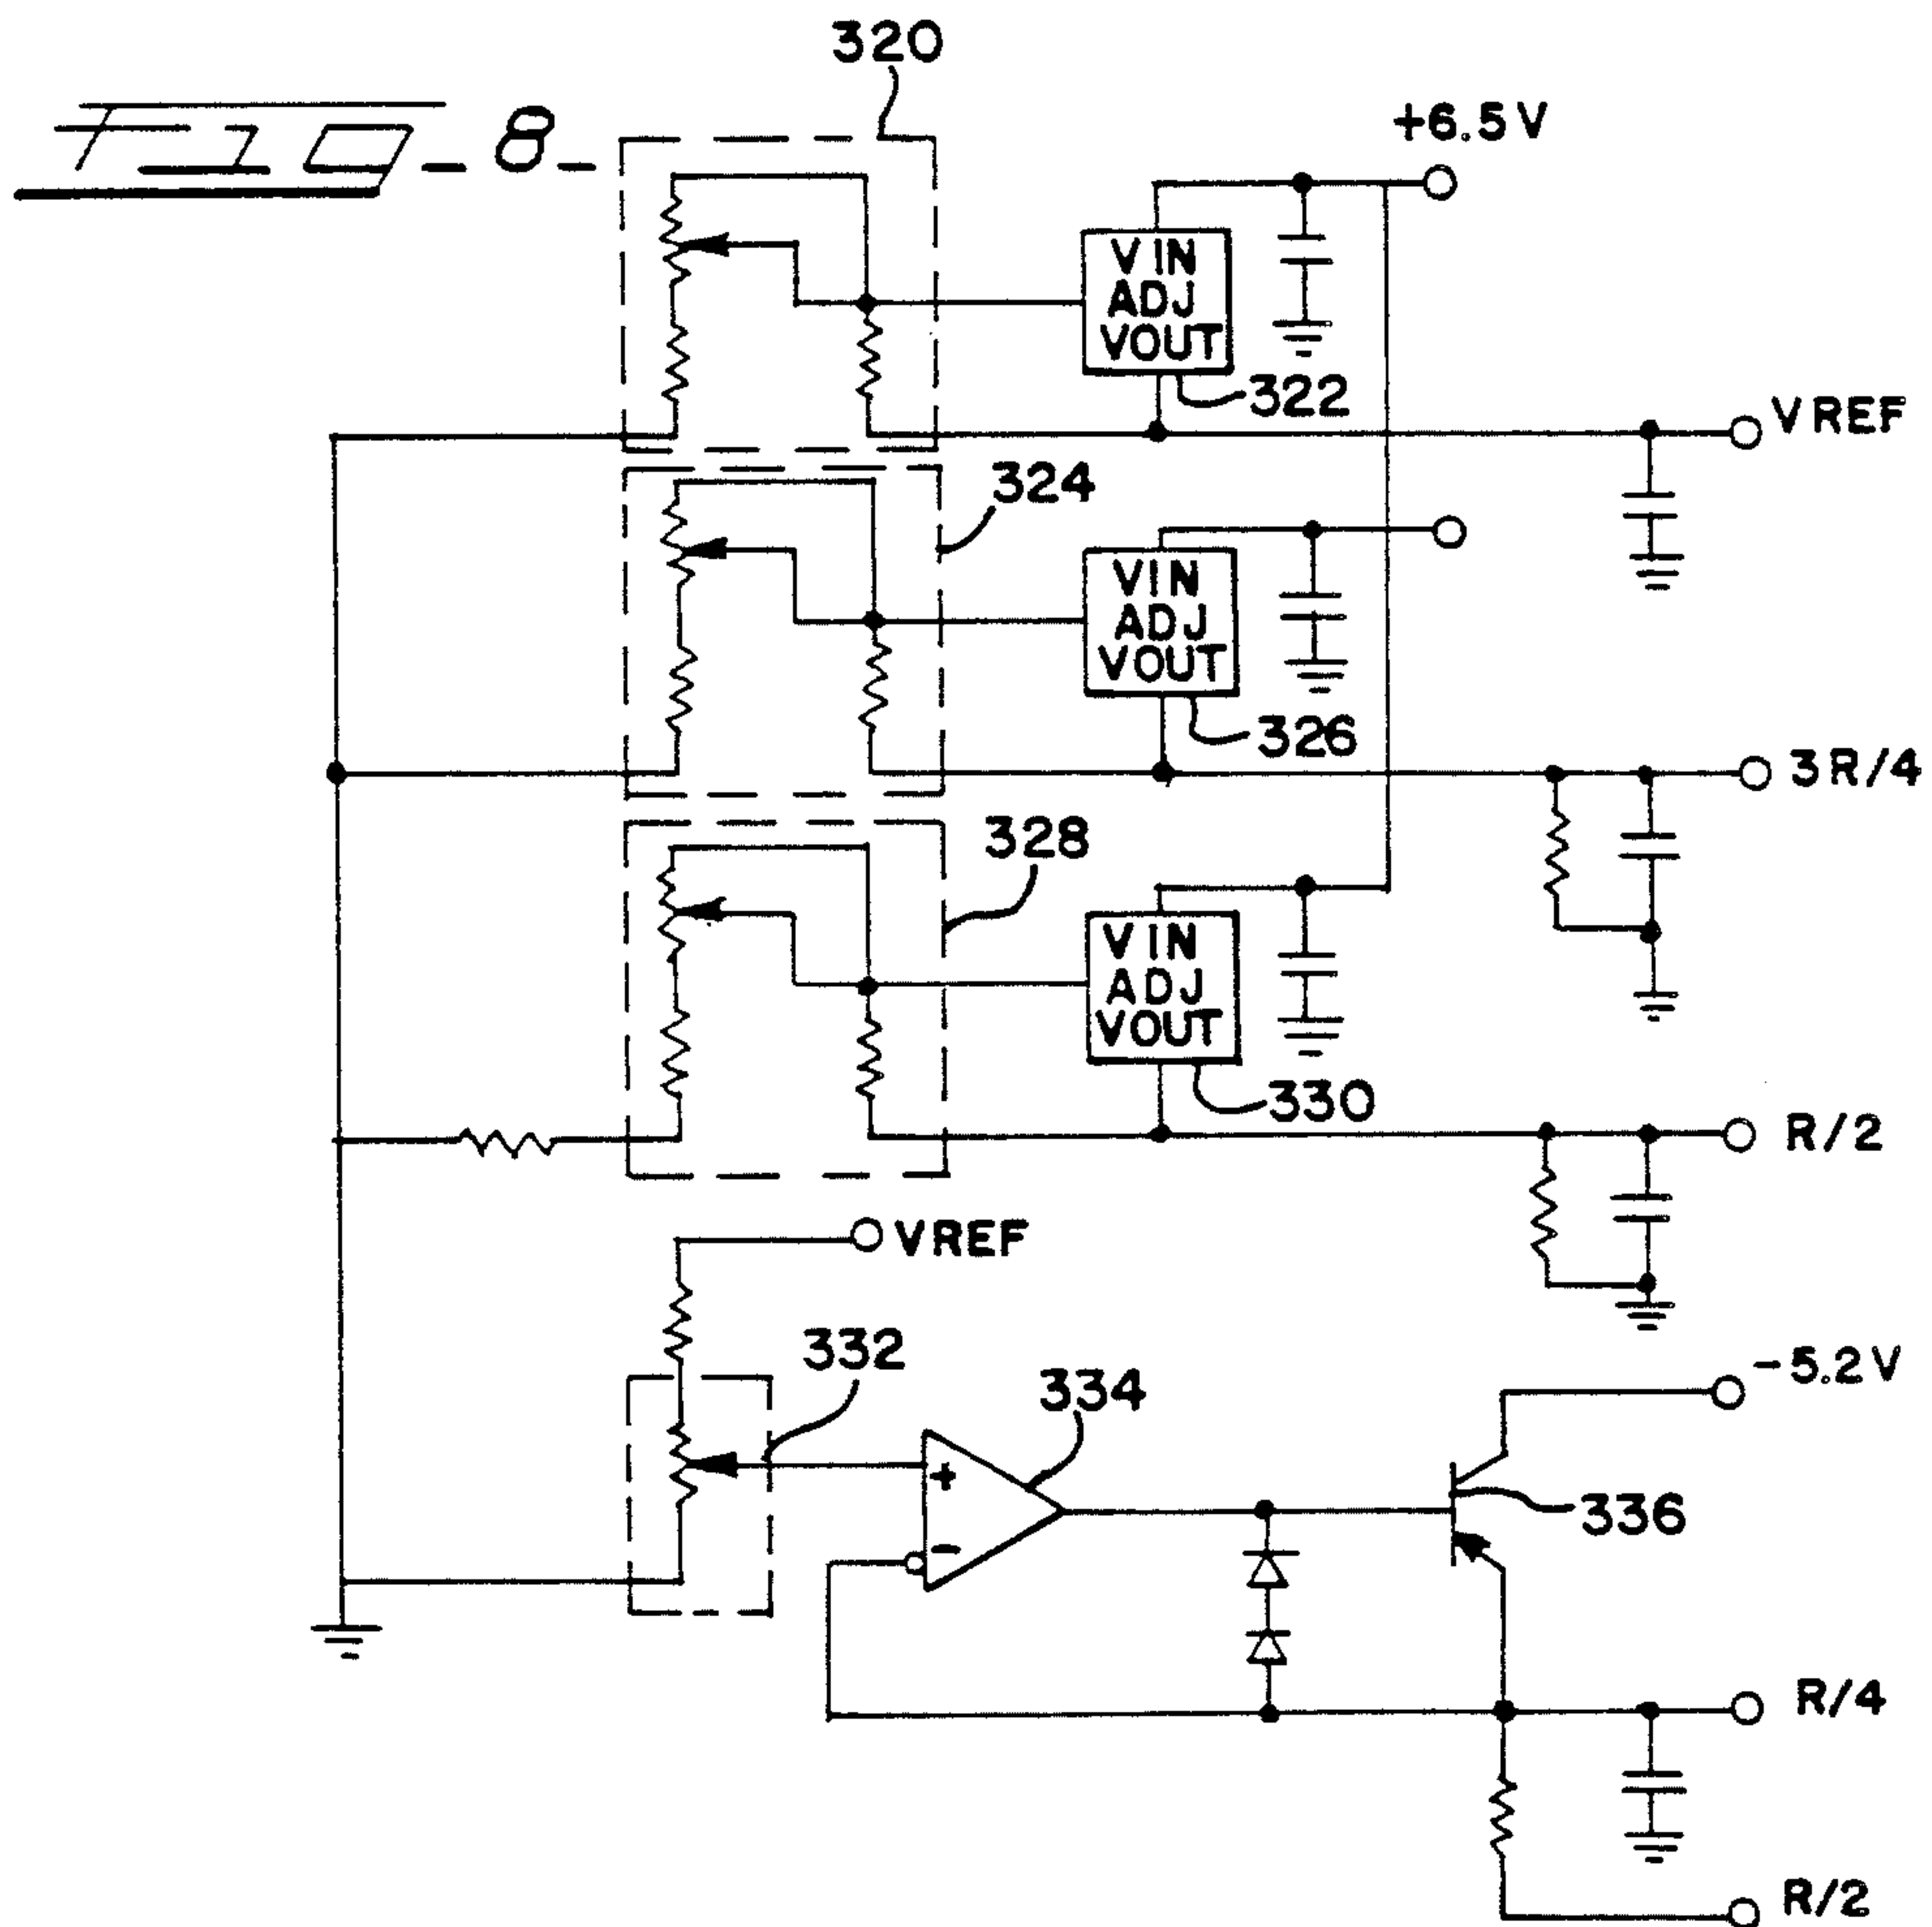 320
FIG_8_
+6.5V
VIN
ADJ
VOUT
322
VREF
324
VIN
ADJ
VOUT
326
3R/4
328
VIN
ADJ
VOUT
330
R/2
VREF
332
334
-5.2V
+
-
336
R/4
R/2